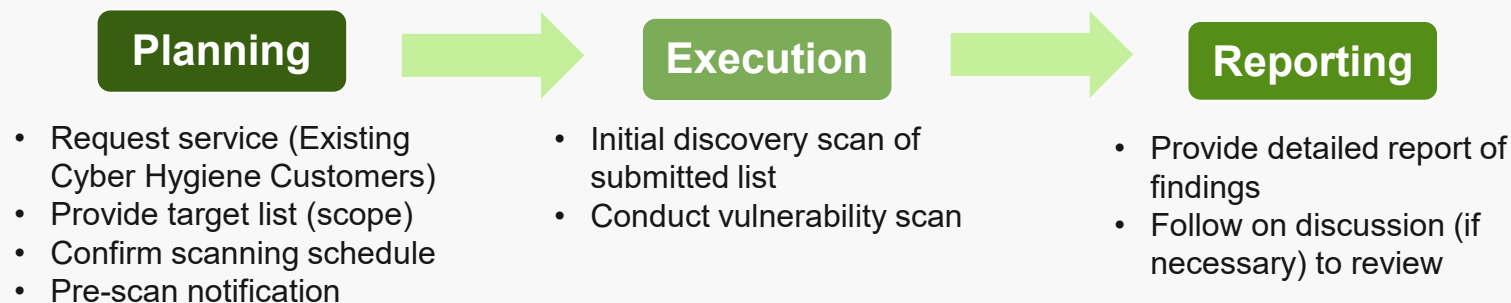 Planning
• Request service (Existing
Cyber Hygiene Customers)
• Provide target list (scope)
• Confirm scanning schedule
• Pre-scan notification
Execution
• Initial discovery scan of
submitted list
• Conduct vulnerability scan
Reporting
• Provide detailed report of
findings
• Follow on discussion (if
necessary) to review